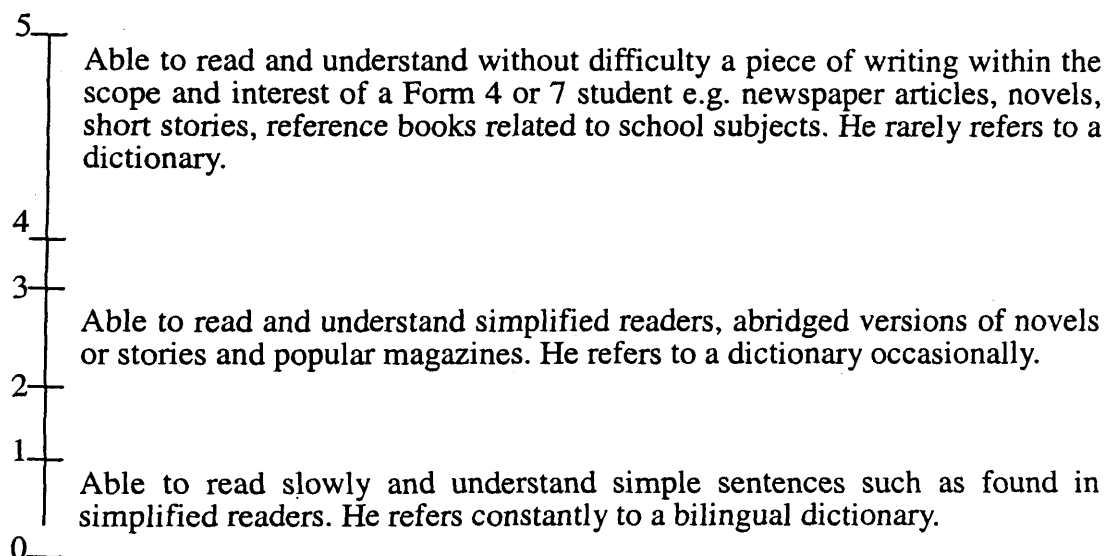 5
Able to read and understand without difficulty a piece of writing within the
scope and interest of a Form 4 or 7 student e.g. newspaper articles, novels,
short stories, reference books related to school subjects. He rarely refers to a
dictionary.
4
3
Able to read and understand simplified readers, abridged versions of novels
or stories and popular magazines. He refers to a dictionary occasionally.
2
1
Able to read slowly and understand simple sentences such as found in
simplified readers. He refers constantly to a bilingual dictionary.
0